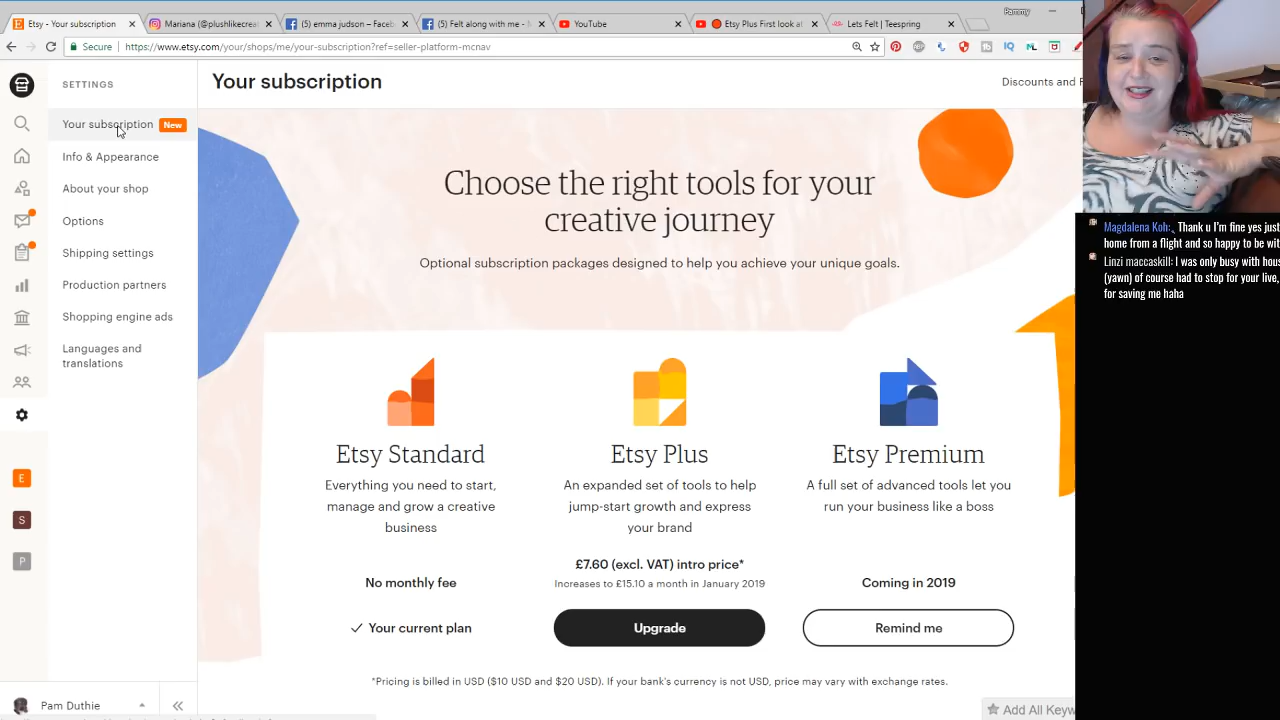 Etsy - Your subscription
Mariana (@plushlikecreat
(5) emma judson – Faceb
(5) Felt along with me - M
YouTube
Etsy Plus First look at
Lets Felt | Teespring
Pammy
Secure
https://www.etsy.com/your/shops/me/your-subscription?ref=seller-platform-mcnav
SETTINGS
Your subscription New
Info & Appearance
About your shop
Options
Shipping settings
Production partners
Shopping engine ads
Languages and
translations
E
S
P
Pam Duthie
Your subscription
Discounts and
Choose the right tools for your
creative journey
Optional subscription packages designed to help you achieve your unique goals.
Etsy Standard
Everything you need to start,
manage and grow a creative
business
No monthly fee
Your current plan
Etsy Plus
An expanded set of tools to help
jump-start growth and express
your brand
£7.60 (excl. VAT) intro price*
Increases to £15.10 a month in January 2019
Upgrade
Etsy Premium
A full set of advanced tools let you
run your business like a boss
Coming in 2019
Remind me
*Pricing is billed in USD ($10 USD and $20 USD). If your bank's currency is not USD, price may vary with exchange rates.
Add All Keyw
Magdalena Koh: Thank u I'm fine yes just
home from a flight and so happy to be wit
Linzi maccaskill: I was only busy with hous
(yawn) of course had to stop for your live,
for saving me haha